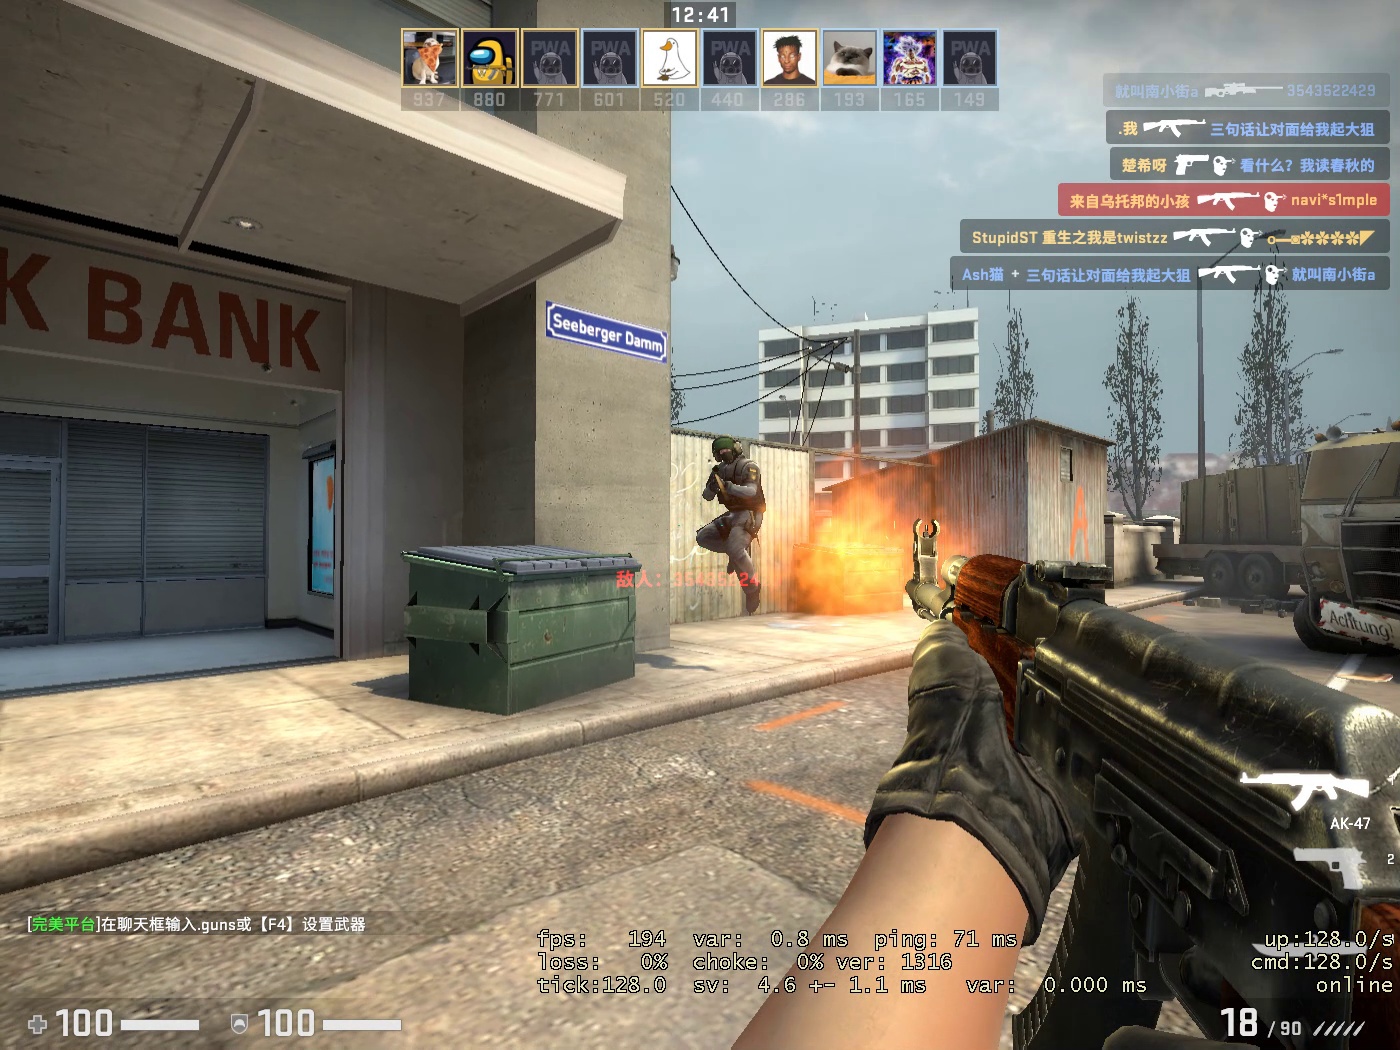 12:41
PWA PWA PWA PWA
937 880 771 601 520 440 286 193 165 149
就叫南小街a 3543522429
.我 三句话让对面给我起大狙
楚希呀 看什么？我读春秋的
来自乌托邦的小孩 navi*s1mple
StupidST 重生之我是twistzz
Ash猫 + 三句话让对面给我起大狙 就叫南小街a
K BANK
Seeberger Damm
A
敌人：
Achtung!
AK-47
2
[完美平台]在聊天框输入.guns或【F4】设置武器
fps: 194 var: 0.8 ms ping: 71 ms
loss: 0% choke: 0% ver: 1316
tick:128.0 sv: 4.6 +- 1.1 ms var: 0.000 ms
up:128.0/s
cmd:128.0/s
online
100 100
18 / 90